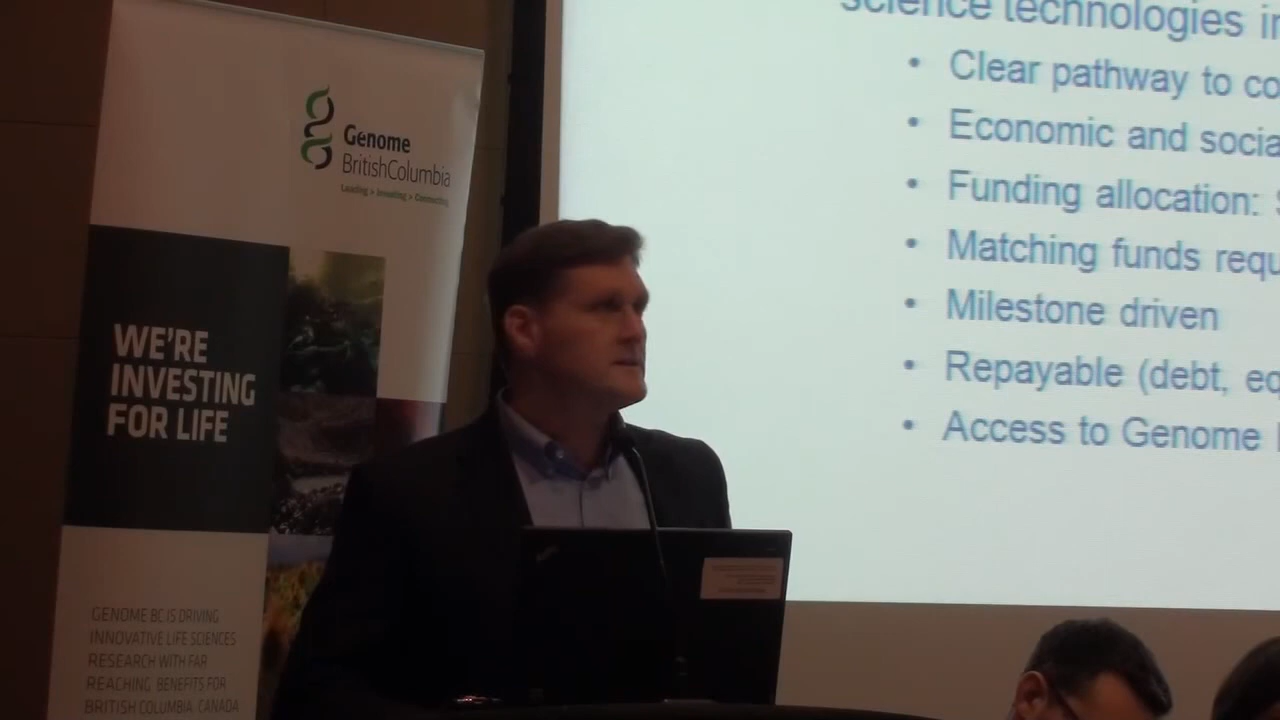 Genome
BritishColumbia
Leading > Investing > Connecting
WE'RE
INVESTING
FOR LIFE
GENOME BC IS DRIVING
INNOVATIVE LIFE SCIENCES
RESEARCH WITH FAR
REACHING BENEFITS FOR
BRITISH COLUMBIA, CANADA
science technologies in
• Clear pathway to co
• Economic and socia
• Funding allocation:
• Matching funds requ
• Milestone driven
• Repayable (debt, eq
• Access to Genome